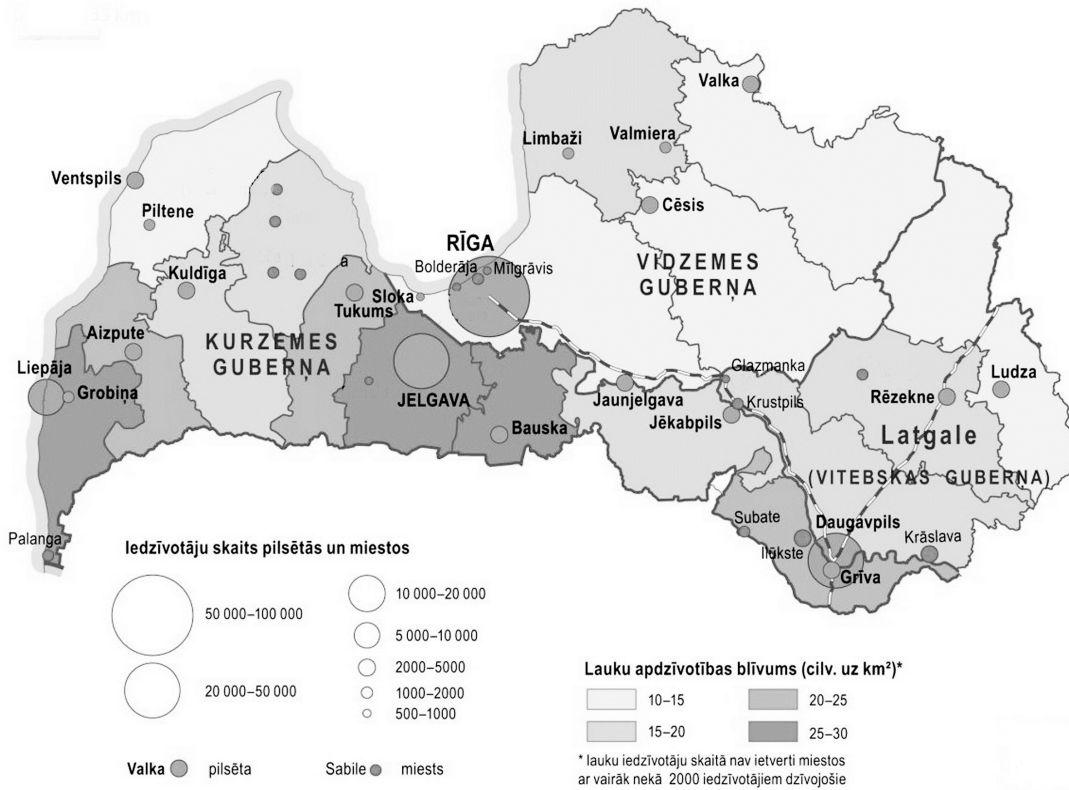 Valka
Limbaži
Valmiera
Ventspils
Cēsis
Piltene
RĪGA
Bolderāja
Mīlgrāvis
VIDZEMES
GUBERŅA
Kuldīga
a
Sloka
Tukums
Aizpute
KURZEMES
GUBERŅA
Liepāja
Grobiņa
Glazmanka
Ludza
JELGAVA
Jaunjelgava
Krustpils
Rēzekne
Jēkabpils
Bauska
Latgale
(VITEBSKAS GUBERŅA)
Subate
Daugavpils
Palanga
Ilūkste
Krāslava
Grīva
Iedzīvotāju skaits pilsētās un miestos
50 000–100 000
20 000–50 000
10 000–20 000
5 000–10 000
2000–5000
1000–2000
500–1000
Valka pilsēta
Sabile miests
Lauku apdzīvotības blīvums (cilv. uz km²)*
10–15
20–25
15–20
25–30
* lauku iedzīvotāju skaitā nav ietverti miestos
ar vairāk nekā 2000 iedzīvotājiem dzīvojošie